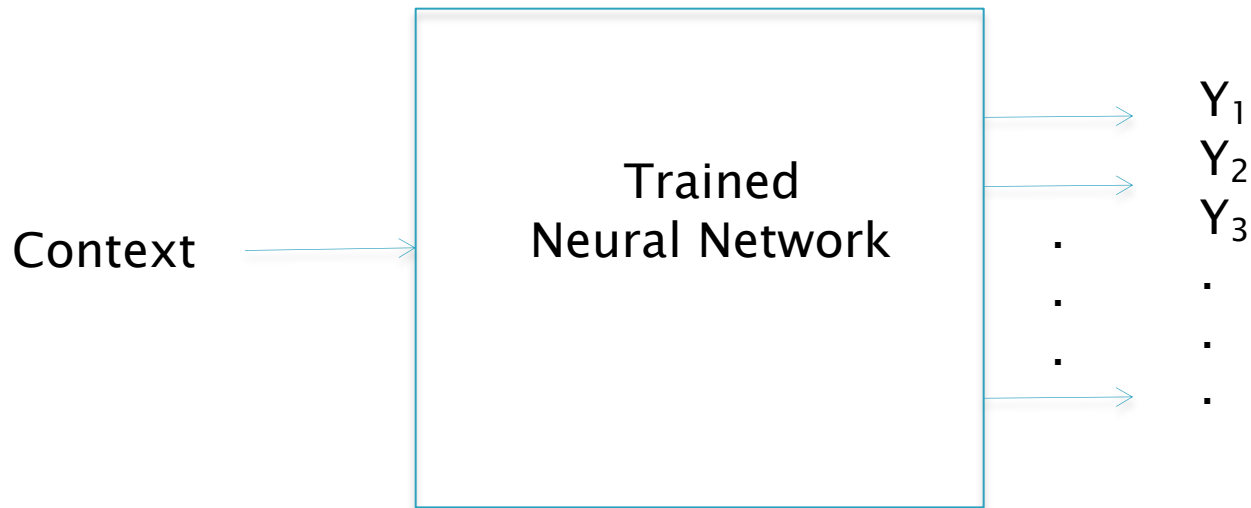 Context
Trained
Neural Network
.
.
.
Y₁
Y₂
Y₃
.
.
.